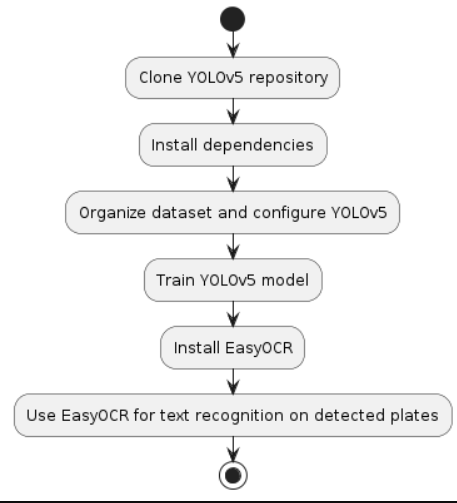 Clone YOLOv5 repository
Install dependencies
Organize dataset and configure YOLOv5
Train YOLOv5 model
Install EasyOCR
Use EasyOCR for text recognition on detected plates